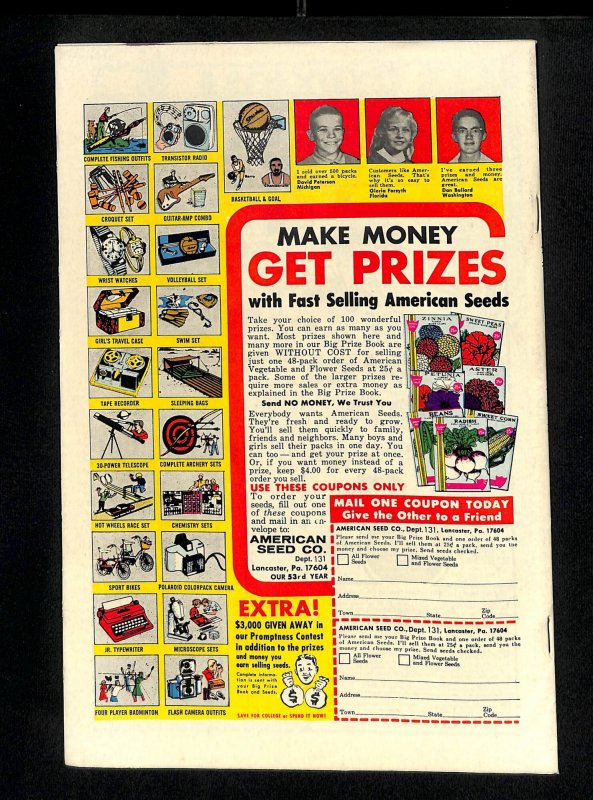 COMPLETE FISHING OUTFITS
TRANSISTOR RADIO
BASKETBALL & GOAL
I sold over 500 packs
and earned a bicycle.
David Peterson
Michigan
Customers like Amer-
ican Seeds. That's
why it's so easy to
sell them.
Gloria Forsyth
Florida
I've earned three
prizes and money.
American Seeds are
great.
Dan Ballard
Washington
CROQUET SET
GUITAR-AMP COMBO
WRIST WATCHES
VOLLEYBALL SET
GIRL'S TRAVEL CASE
SWIM SET
TAPE RECORDER
SLEEPING BAGS
30-POWER TELESCOPE
COMPLETE ARCHERY SETS
HOT WHEELS RACE SET
CHEMISTRY SETS
SPORT BIKES
POLAROID COLORPACK CAMERA
JR. TYPEWRITER
MICROSCOPE SETS
FOUR PLAYER BADMINTON
FLASH CAMERA OUTFITS
MAKE MONEY
GET PRIZES
with Fast Selling American Seeds
Take your choice of 100 wonderful
prizes. You can earn as many as you
want. Most prizes shown here and
many more in our Big Prize Book are
given WITHOUT COST for selling
just one 48-pack order of American
Vegetable and Flower Seeds at 25¢ a
pack. Some of the larger prizes re-
quire more sales or extra money as
explained in the Big Prize Book.
Send NO MONEY, We Trust You
Everybody wants American Seeds.
They're fresh and ready to grow.
You'll sell them quickly to family,
friends and neighbors. Many boys and
girls sell their packs in one day. You
can too — and get your prize at once.
Or, if you want money instead of a
prize, keep $4.00 for every 48-pack
order you sell.
ZINNIA
SWEET PEAS
PETUNIA
ASTER
BEANS
RADISH
SWEET CORN
USE THESE COUPONS ONLY
To order your
seeds, fill out one
of these coupons
and mail in an en-
velope to:
AMERICAN
SEED CO.
Dept. 131
Lancaster, Pa. 17604
OUR 53rd YEAR
EXTRA!
$3,000 GIVEN AWAY in
our Promptness Contest
in addition to the prizes
and money you
earn selling seeds.
Complete informa-
tion is sent with
your Big Prize
Book and Seeds.
SAVE FOR COLLEGE or SPEND IT NOW!
MAIL ONE COUPON TODAY
Give the Other to a Friend
AMERICAN SEED CO., Dept. 131, Lancaster, Pa. 17604
Please send me your Big Prize Book and one order of 48 packs
of American Seeds. I'll sell them at 25¢ a pack, send you the
money and choose my prize. Send seeds checked.
All Flower
Seeds
Mixed Vegetable
and Flower Seeds
Name
Address
Town State Zip
Code
AMERICAN SEED CO., Dept. 131, Lancaster, Pa. 17604
Please send me your Big Prize Book and one order of 48 packs
of American Seeds. I'll sell them at 25¢ a pack, send you the
money and choose my prize. Send seeds checked.
All Flower
Seeds
Mixed Vegetable
and Flower Seeds
Name
Address
Town State Zip
Code